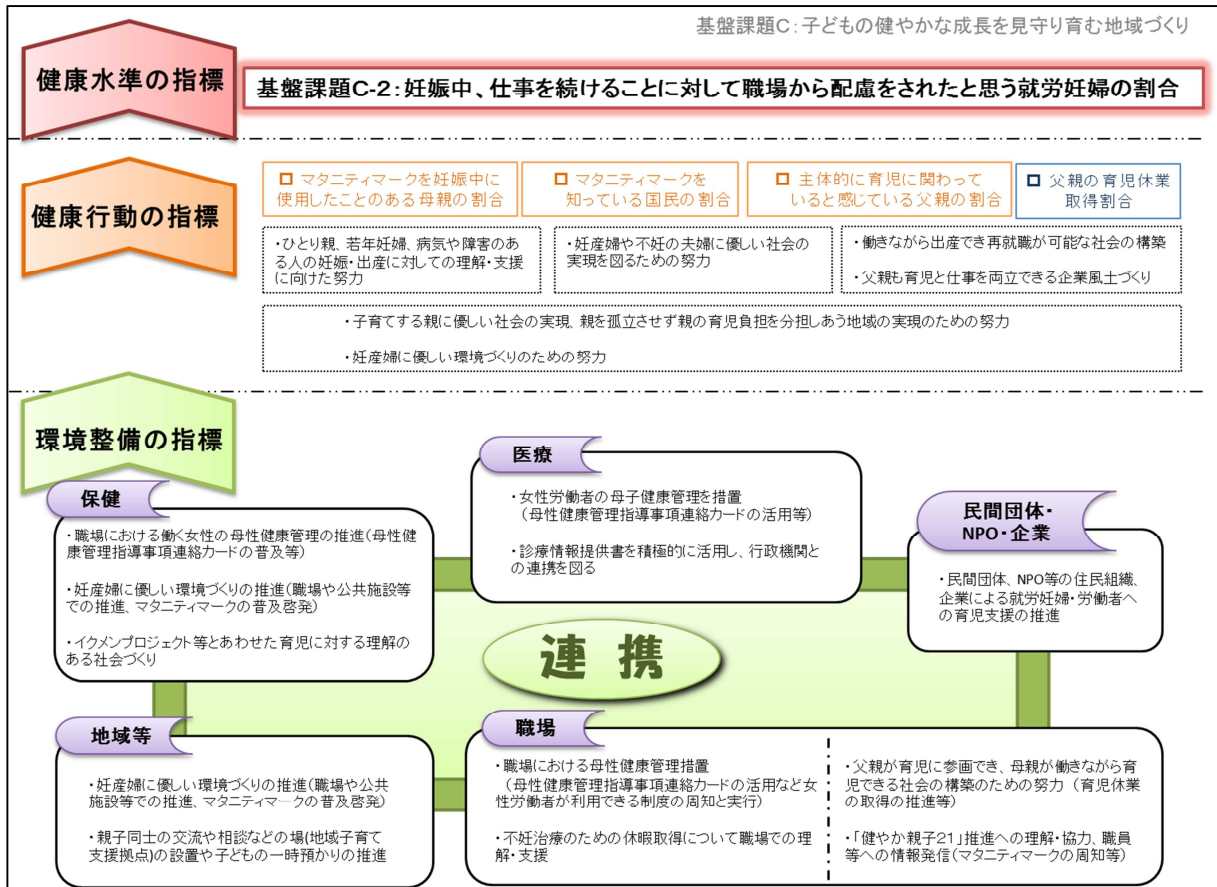 基盤課題C:子どもの健やかな成長を見守り育む地域づくり
健康水準の指標
基盤課題C-2:妊娠中、仕事を続けることに対して職場から配慮をされたと思う就労妊婦の割合
健康行動の指標
□ マタニティマークを妊娠中に
使用したことのある母親の割合
□ マタニティマークを
知っている国民の割合
□ 主体的に育児に関わって
いると感じている父親の割合
□ 父親の育児休業
取得割合
・ひとり親、若年妊婦、病気や障害のあ
る人の妊娠・出産に対しての理解・支援
に向けた努力
・妊産婦や不妊の夫婦に優しい社会の
実現を図るための努力
・働きながら出産でき再就職が可能な社会の構築
・父親も育児と仕事を両立できる企業風土づくり
・子育てする親に優しい社会の実現、親を孤立させず親の育児負担を分担しあう地域の実現のための努力
・妊産婦に優しい環境づくりのための努力
環境整備の指標
保健
・職場における働く女性の母性健康管理の推進(母性健
康管理指導事項連絡カードの普及等)
・妊産婦に優しい環境づくりの推進(職場や公共施設等
での推進、マタニティマークの普及啓発)
・イクメンプロジェクト等とあわせた育児に対する理解の
ある社会づくり
医療
・女性労働者の母子健康管理を措置
(母性健康管理指導事項連絡カードの活用等)
・診療情報提供書を積極的に活用し、行政機関と
の連携を図る
民間団体・
NPO・企業
・民間団体、NPO等の住民組織、
企業による就労妊婦・労働者へ
の育児支援の推進
連携
地域等
・妊産婦に優しい環境づくりの推進(職場や公共
施設等での推進、マタニティマークの普及啓発)
・親子同士の交流や相談などの場(地域子育て
支援拠点)の設置や子どもの一時預かりの推進
職場
・職場における母性健康管理措置
(母性健康管理指導事項連絡カードの活用など女
性労働者が利用できる制度の周知と実行)
・不妊治療のための休暇取得について職場での理
解・支援
・父親が育児に参画でき、母親が働きながら育
児できる社会の構築のための努力 (育児休業
の取得の推進等)
・「健やか親子21」推進への理解・協力、職員
等への情報発信(マタニティマークの周知等)